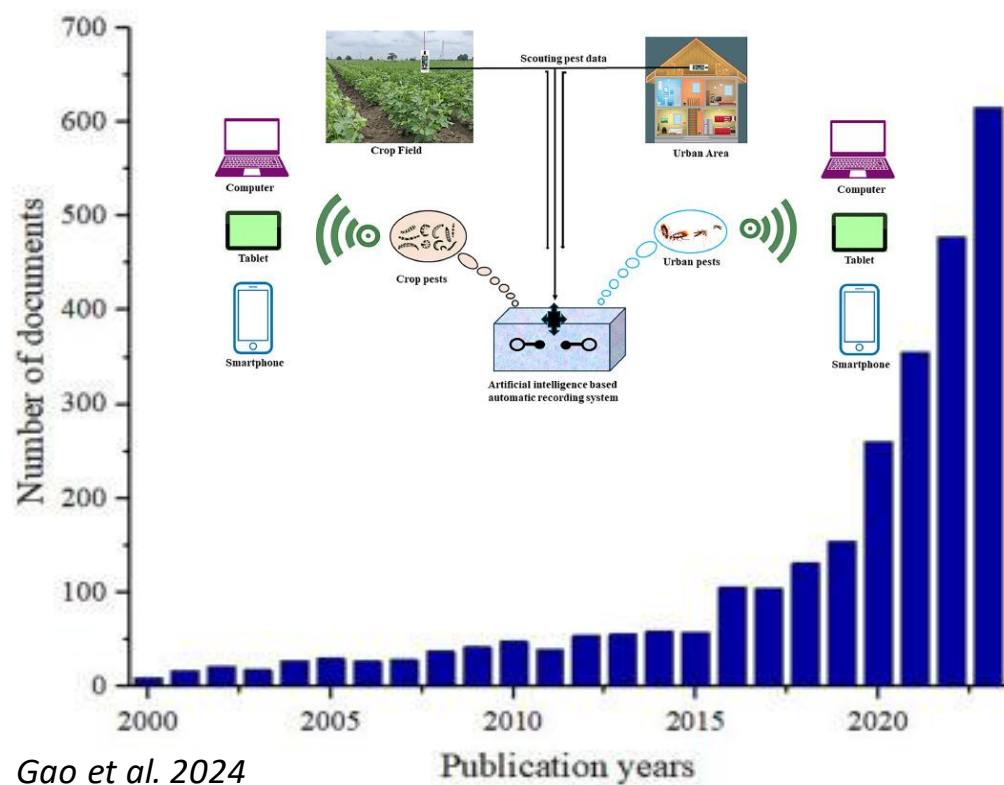 700
600
500
400
300
200
100
0
Number of documents
Scouting pest data
Crop Field
Urban Area
Computer
Tablet
Smartphone
Crop pests
Urban pests
Computer
Tablet
Smartphone
Artificial intelligence based
automatic recording system
2000
2005
2010
2015
2020
Publication years
Gao et al. 2024